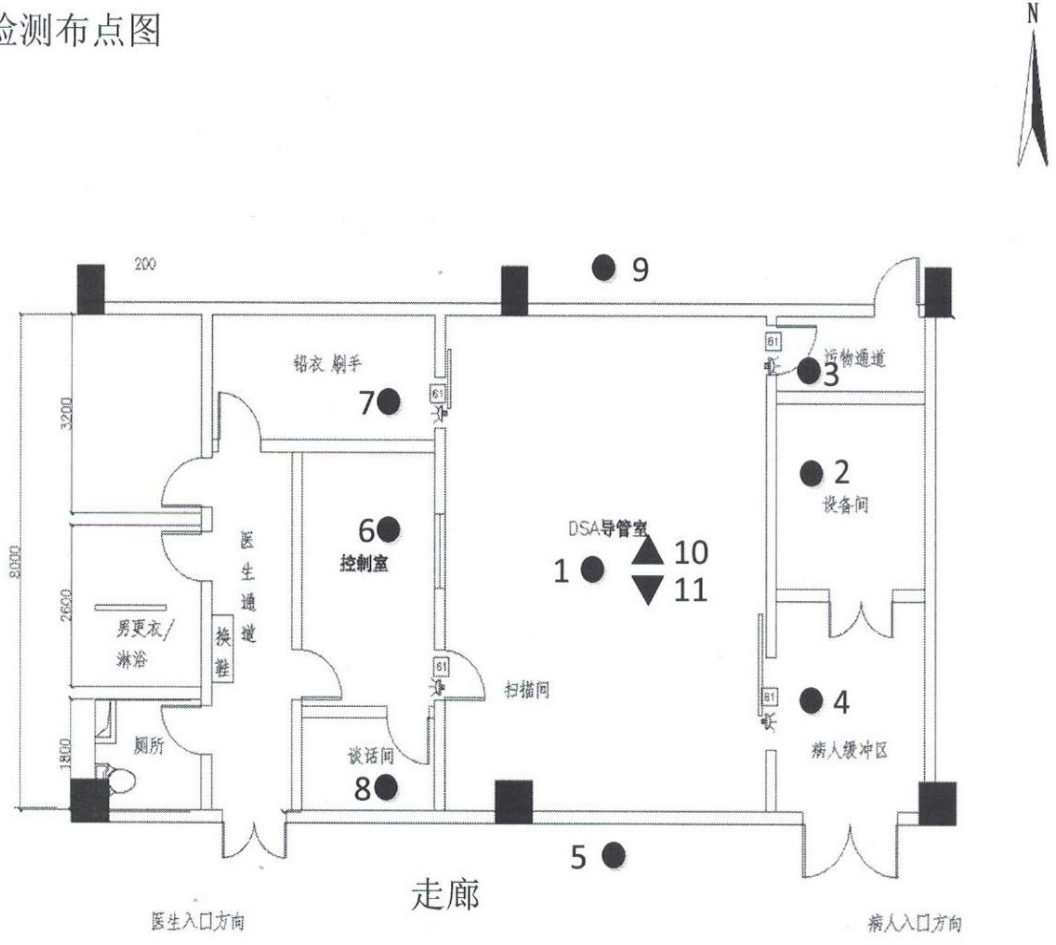 检测布点图
N
200
9
铅衣 刷手
61
61
污物通道
3
7
3200
2
设备间
DSA导管室
6
控制室
10
1
11
医生通道
8000
2600
换鞋
男更衣/
淋浴
61
扫描间
61
4
厕所
1800
谈话间
病人缓冲区
8
5
走廊
医生入口方向
病人入口方向